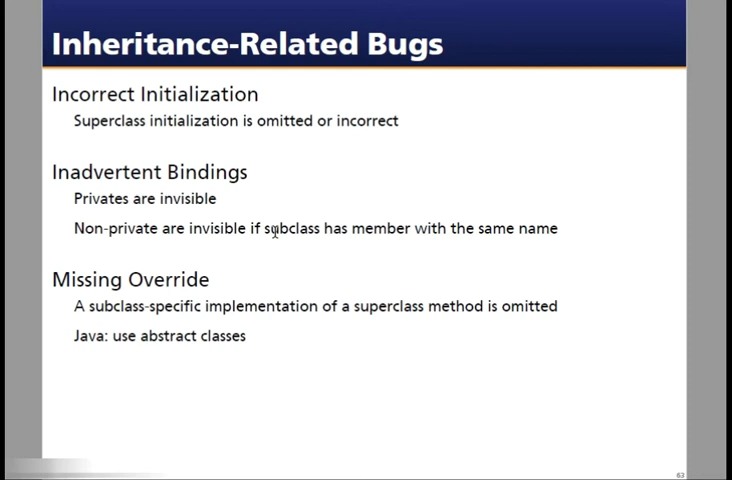 Inheritance-Related Bugs
Incorrect Initialization
Superclass initialization is omitted or incorrect
Inadvertent Bindings
Privates are invisible
Non-private are invisible if subclass has member with the same name
Missing Override
A subclass-specific implementation of a superclass method is omitted
Java: use abstract classes
63